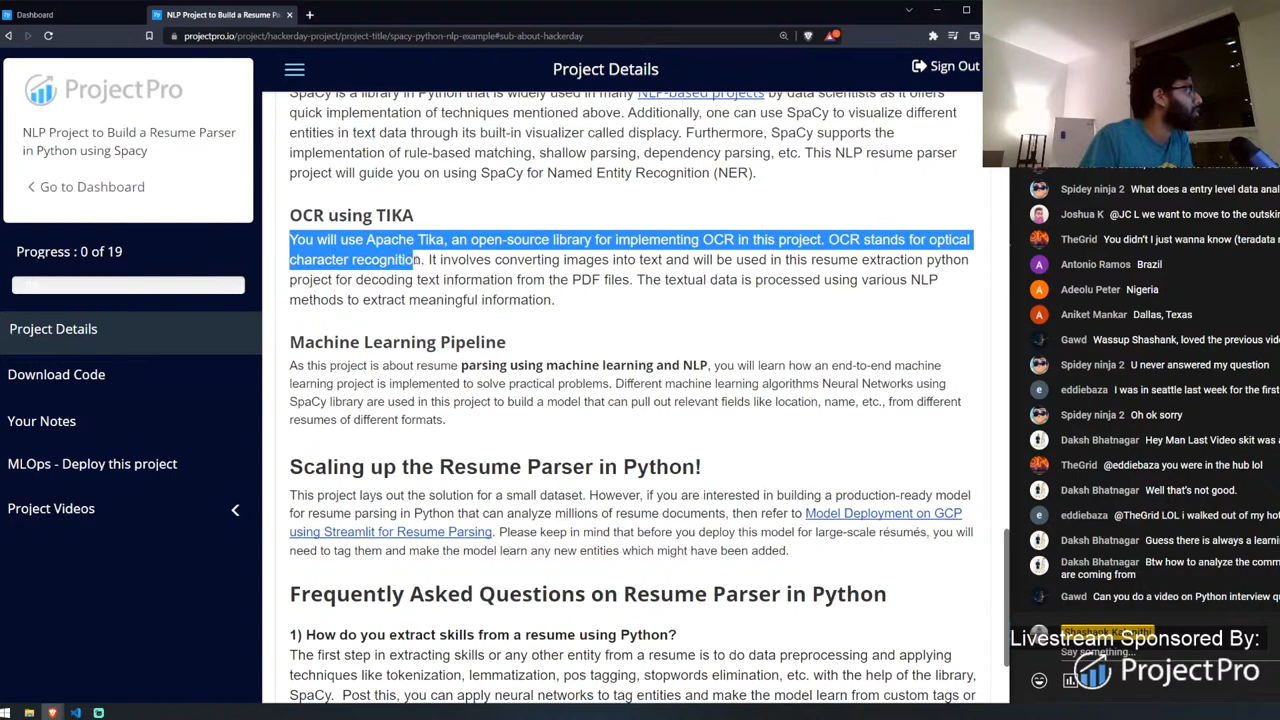 Dashboard
NLP Project to Build a Resume Pa
projectpro.io/project/hackerday-project/project-title/spacy-python-nlp-example#sub-about-hackerday
ProjectPro
NLP Project to Build a Resume Parser
in Python using Spacy
Go to Dashboard
Progress : 0 of 19
Project Details
Download Code
Your Notes
MLOps - Deploy this project
Project Videos
Project Details
Sign Out
SpaCy is a library in Python that is widely used in many NLP-based projects by data scientists as it offers
quick implementation of techniques mentioned above. Additionally, one can use SpaCy to visualize different
entities in text data through its built-in visualizer called displacy. Furthermore, SpaCy supports the
implementation of rule-based matching, shallow parsing, dependency parsing, etc. This NLP resume parser
project will guide you on using SpaCy for Named Entity Recognition (NER).
OCR using TIKA
You will use Apache Tika, an open-source library for implementing OCR in this project. OCR stands for optical
character recognition. It involves converting images into text and will be used in this resume extraction python
project for decoding text information from the PDF files. The textual data is processed using various NLP
methods to extract meaningful information.
Machine Learning Pipeline
As this project is about resume parsing using machine learning and NLP, you will learn how an end-to-end machine
learning project is implemented to solve practical problems. Different machine learning algorithms Neural Networks using
SpaCy library are used in this project to build a model that can pull out relevant fields like location, name, etc., from different
resumes of different formats.
Scaling up the Resume Parser in Python!
This project lays out the solution for a small dataset. However, if you are interested in building a production-ready model
for resume parsing in Python that can analyze millions of resume documents, then refer to Model Deployment on GCP
using Streamlit for Resume Parsing. Please keep in mind that before you deploy this model for large-scale résumés, you will
need to tag them and make the model learn any new entities which might have been added.
Frequently Asked Questions on Resume Parser in Python
1) How do you extract skills from a resume using Python?
The first step in extracting skills or any other entity from a resume is to do data preprocessing and applying
techniques like tokenization, lemmatization, pos tagging, stopwords elimination, etc. with the help of the library,
SpaCy. Post this, you can apply neural networks to tag entities and make the model learn from custom tags or
Spidey ninja 2 What does a entry level data anal
Joshua K @JC L we want to move to the outskir
TheGrid You didn't I just wanna know (teradata n
Antonio Ramos Brazil
Adeolu Peter Nigeria
Aniket Mankar Dallas, Texas
Gawd Wassup Shashank, loved the previous vide
Spidey ninja 2 U never answered my question
eddiebaza I was in seattle last week for the first
Spidey ninja 2 Oh ok sorry
Daksh Bhatnagar Hey Man Last Video skit was a
TheGrid @eddiebaza you were in the hub lol
Daksh Bhatnagar Well that's not good.
eddiebaza @TheGrid LOL i walked out of my hot
Daksh Bhatnagar Guess there is always a learni
Daksh Bhatnagar Btw how to analyze the comm
are coming from
Gawd Can you do a video on Python interview qu
Say something...
Livestream Sponsored By:
ProjectPro